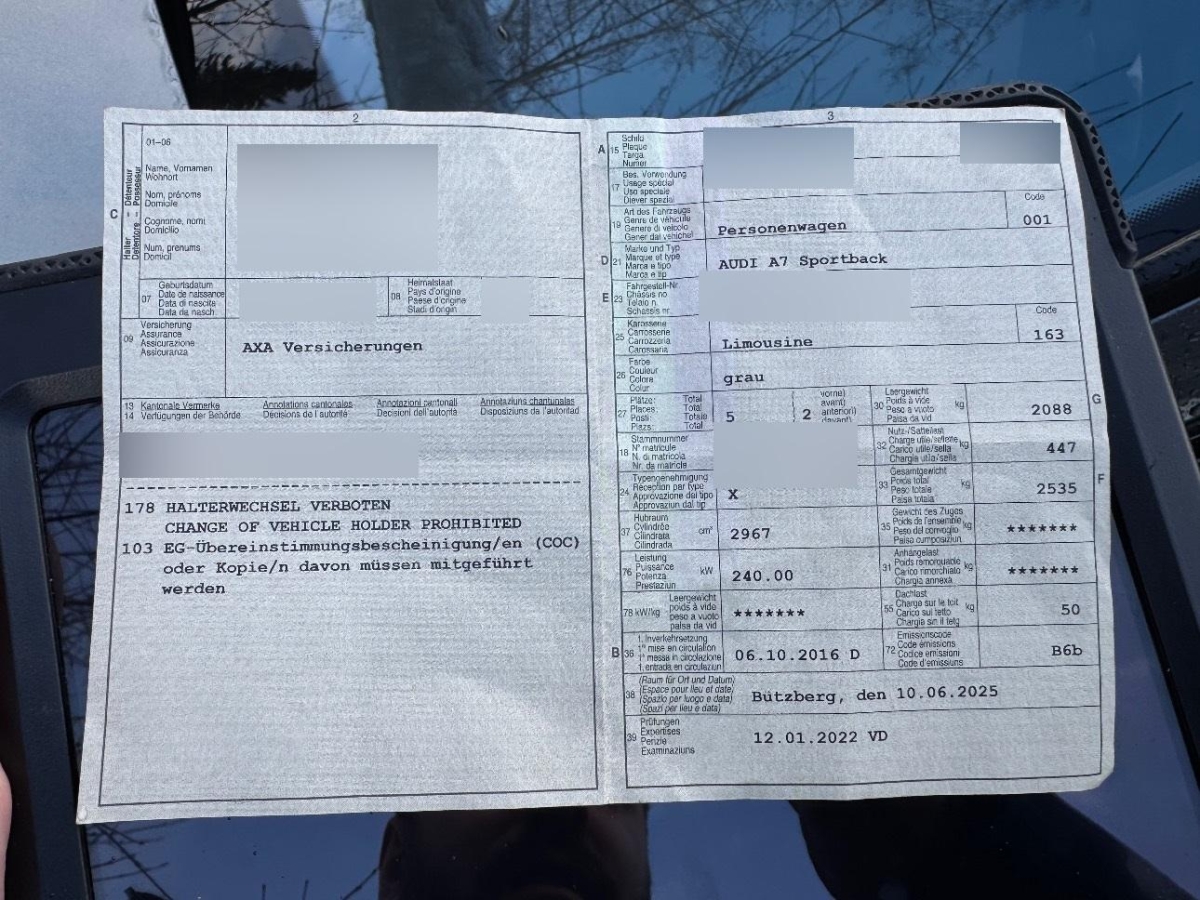 2
01–06
Name, Vornamen
Wohnort
Nom, prénoms
Domicile
Cognome, nomi
Domicilio
Num, prenums
Domicil
C
Halter - Détenteur
Detentore - Possessur
07
Geburtsdatum
Date de naissance
Data di nascita
Data da nasch.
08
Heimatstaat
Pays d'origine
Paese d'origine
Stadi d'origin
09
Versicherung
Assurance
Assicurazione
Assicuranza
AXA Versicherungen
13 Kantonale Vermerke Annotations cantonales Annotazioni cantonali Annotaziuns chantunalas
14 Verfügungen der Behörde Décisions de l'autorité Decisioni dell'autorità Disposiziuns da l'autoritad
178 HALTERWECHSEL VERBOTEN
CHANGE OF VEHICLE HOLDER PROHIBITED
103 EG-Übereinstimmungsbescheinigung/en (COC)
oder Kopie/n davon müssen mitgeführt
werden
3
A 15
Schild
Plaque
Targa
Numer
17
Bes. Verwendung
Usage spécial
Uso speciale
Diever spezial
19
Art des Fahrzeugs
Genre de véhicule
Genere di veicolo
Gener dal vehichel
Personenwagen
Code
001
D 21
Marke und Typ
Marque et type
Marca e tipo
Marca e tip
AUDI A7 Sportback
E 23
Fahrgestell-Nr.
Châssis no
Telaio n.
Schassis nr.
25
Karosserie
Carrosserie
Carrozzeria
Carossaria
Limousine
Code
163
26
Farbe
Couleur
Colore
Colur
grau
27
Plätze: Total
Places: Total
Posti: Totale
Plazs: Total
5
vorne)
avant)
anteriori)
davant)
2
30
Leergewicht
Poids à vide
Peso a vuoto
Paisa da vid
kg
2088
G
18
Stammnummer
N° matricule
N. di matricola
Nr. da matricla
32
Nutz-/Sattellast
Charge utile/sellette
Carico utile/sella
Chargia utila/sella
kg
447
24
Typengenehmigung
Réception par type
Approvazione del tipo
Approvaziun dal tip
X
33
Gesamtgewicht
Poids total
Peso totale
Paisa totala
kg
2535
F
37
Hubraum
Cylindrée
Cilindrata
Cilindrada
cm³
2967
35
Gewicht des Zuges
Poids de l'ensemble
Peso del convoglio
Paisa cumposiziun
kg
*******
76
Leistung
Puissance
Potenza
Prestaziun
kW
240.00
31
Anhängelast
Poids remorquable
Carico rimorchiato
Chargia annexa
kg
*******
78 kW/kg
Leergewicht
poids à vide
peso a vuoto
paisa da vid
*******
55
Dachlast
Charge sur le toit
Carico sul tetto
Chargia sin il tetg
kg
50
B 36
1. Inverkehrsetzung
1re mise en circulation
1a messa in circolazione
1. entrada en circulaziun
06.10.2016 D
72
Emissionscode
Code émissions
Codice emissioni
Code d'emissiuns
B6b
38
(Raum für Ort und Datum)
(Espace pour lieu et date)
(Spazio per luogo e data)
(Spazi per lieu e data)
Bützberg, den 10.06.2025
39
Prüfungen
Expertises
Perizie
Examinaziuns
12.01.2022 VD